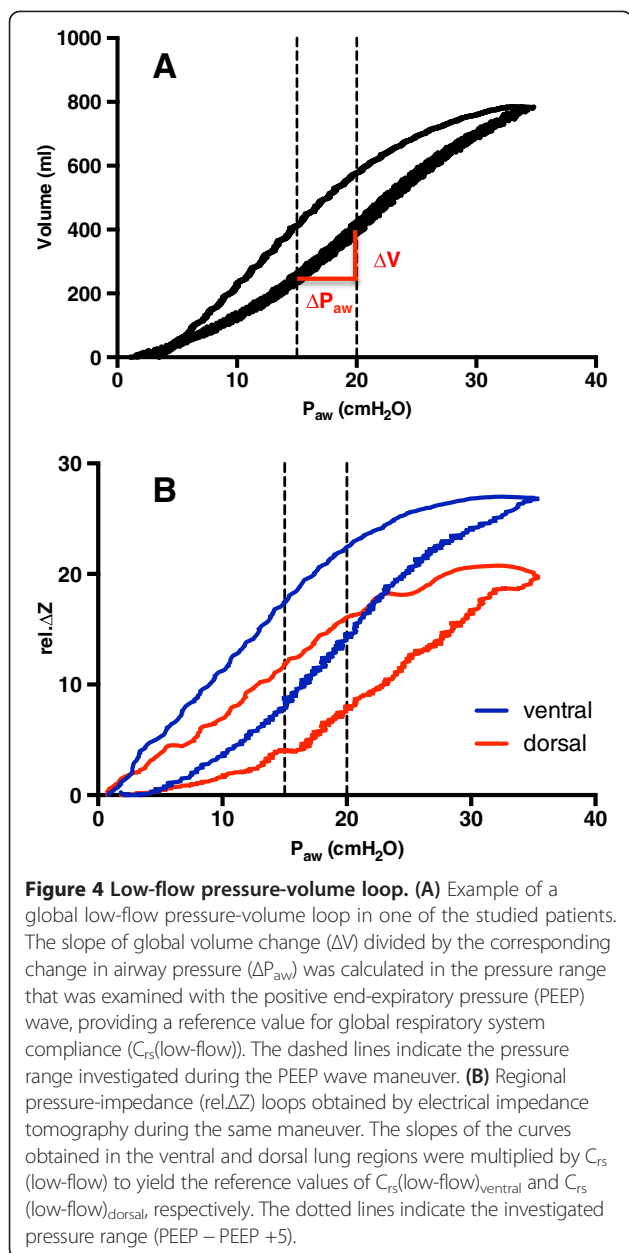 A
1000
800
600
400
200
0
Volume (ml)
ΔV
ΔPaw
0 10 20 30 40
Paw (cmH2O)
B
30
20
10
0
rel.ΔZ
ventral
dorsal
0 10 20 30 40
Paw (cmH2O)
Figure 4 Low-flow pressure-volume loop. (A) Example of a
global low-flow pressure-volume loop in one of the studied patients.
The slope of global volume change (ΔV) divided by the corresponding
change in airway pressure (ΔPaw) was calculated in the pressure range
that was examined with the positive end-expiratory pressure (PEEP)
wave, providing a reference value for global respiratory system
compliance (Crs(low-flow)). The dashed lines indicate the pressure
range investigated during the PEEP wave maneuver. (B) Regional
pressure-impedance (rel.ΔZ) loops obtained by electrical impedance
tomography during the same maneuver. The slopes of the curves
obtained in the ventral and dorsal lung regions were multiplied by Crs
(low-flow) to yield the reference values of Crs(low-flow)ventral and Crs
(low-flow)dorsal, respectively. The dotted lines indicate the investigated
pressure range (PEEP – PEEP +5).